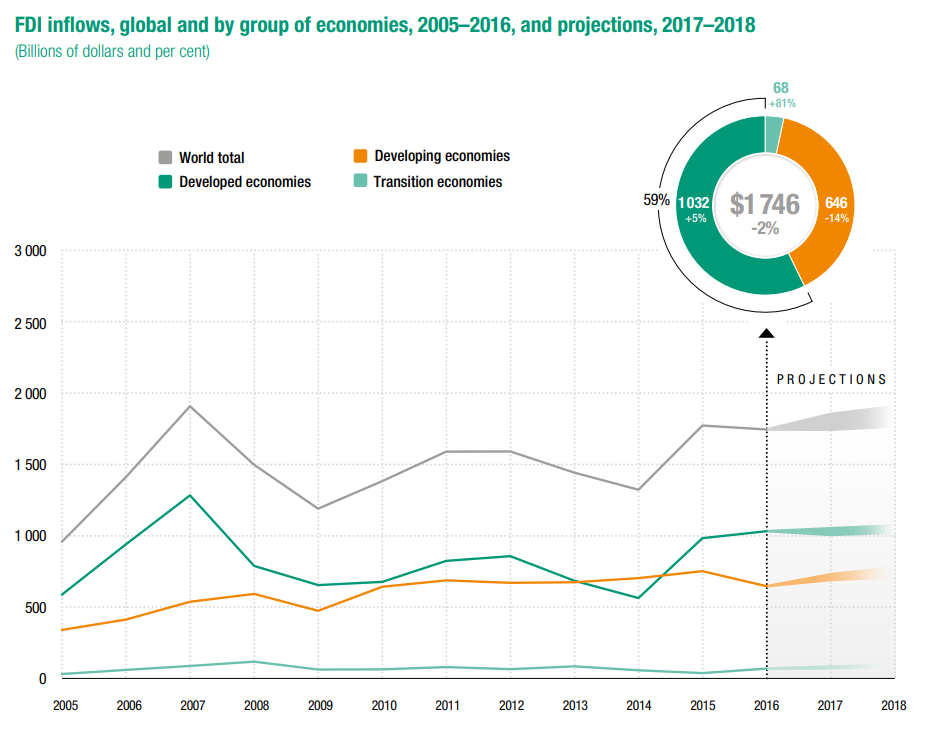 FDI inflows, global and by group of economies, 2005–2016, and projections, 2017–2018
(Billions of dollars and per cent)
68
+81%
World total
Developing economies
Developed economies
Transition economies
59%
1 032
+5%
$1 746
-2%
646
-14%
PROJECTIONS
3 000
2 500
2 000
1 500
1 000
500
0
2005 2006 2007 2008 2009 2010 2011 2012 2013 2014 2015 2016 2017 2018